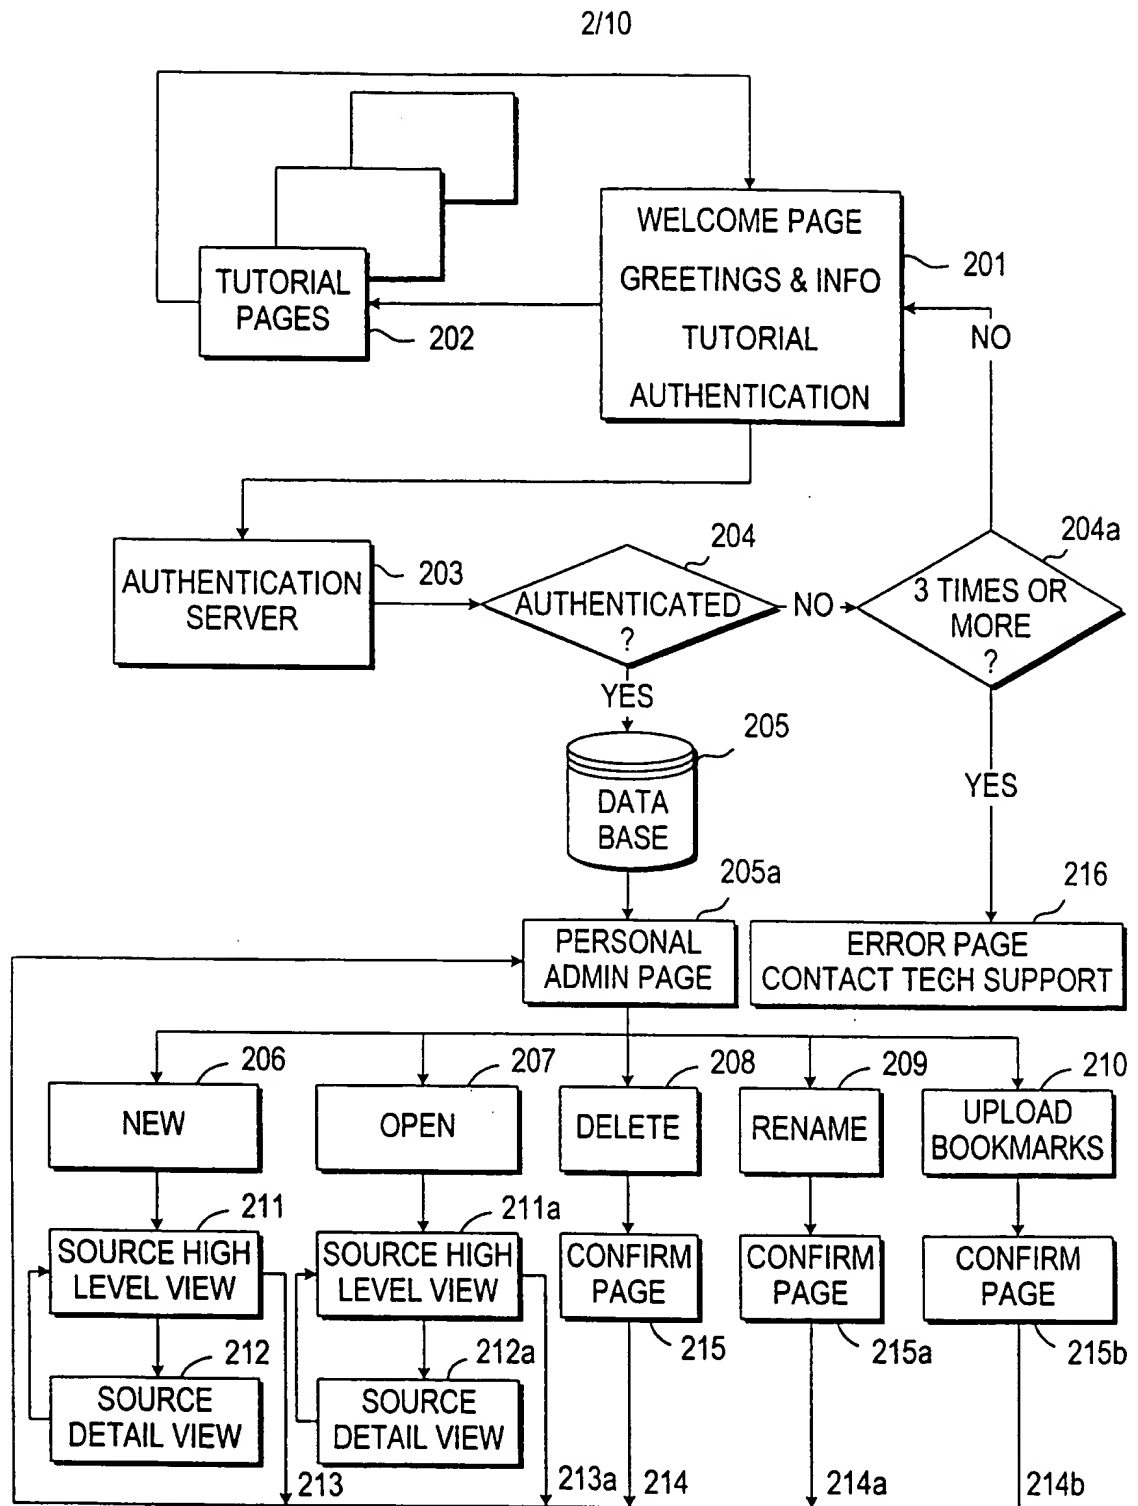 2/10
WELCOME PAGE
GREETINGS & INFO
TUTORIAL
AUTHENTICATION
201
TUTORIAL
PAGES
202
NO
AUTHENTICATION
SERVER
203
AUTHENTICATED
?
204
NO
3 TIMES OR
MORE
?
204a
YES
YES
DATA
BASE
205
PERSONAL
ADMIN PAGE
205a
ERROR PAGE
CONTACT TECH SUPPORT
216
NEW
206
OPEN
207
DELETE
208
RENAME
209
UPLOAD
BOOKMARKS
210
SOURCE HIGH
LEVEL VIEW
211
SOURCE HIGH
LEVEL VIEW
211a
CONFIRM
PAGE
215
CONFIRM
PAGE
215a
CONFIRM
PAGE
215b
SOURCE
DETAIL VIEW
212
SOURCE
DETAIL VIEW
212a
213
213a
214
214a
214b